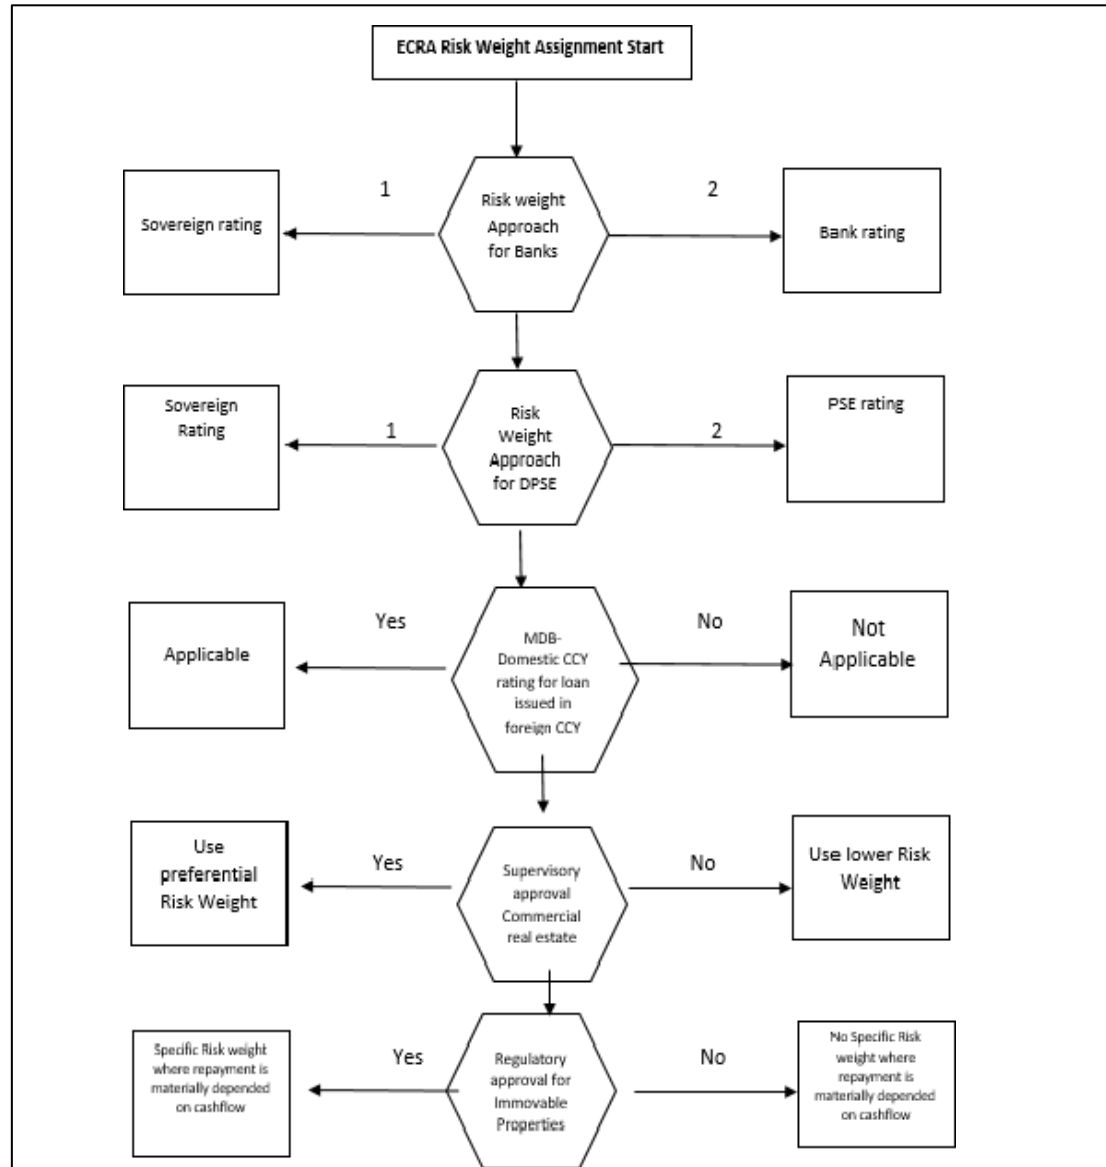 ECRA Risk Weight Assignment Start
1
2
Sovereign rating
Risk weight
Approach
for Banks
Bank rating
Sovereign
Rating
1
Risk
Weight
Approach
for DPSE
2
PSE rating
Yes
No
Applicable
MDB-
Domestic CCY
rating for loan
issued in
foreign CCY
Not
Applicable
Use
preferential
Risk Weight
Yes
Supervisory
approval
Commercial
real estate
No
Use lower Risk
Weight
Specific Risk weight
where repayment is
materially depended
on cashflow
Yes
Regulatory
approval for
Immovable
Properties
No
No Specific Risk
weight where
repayment is
materially depended
on cashflow